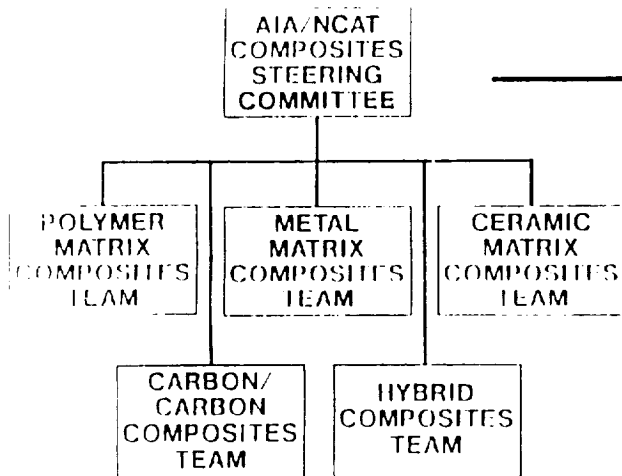 AIA/NCAT
COMPOSITES
STEERING
COMMITTEE
POLYMER
MATRIX
COMPOSITES
TEAM
METAL
MATRIX
COMPOSITES
TEAM
CERAMIC
MATRIX
COMPOSITES
TEAM
CARBON/
CARBON
COMPOSITES
TEAM
HYBRID
COMPOSITES
TEAM